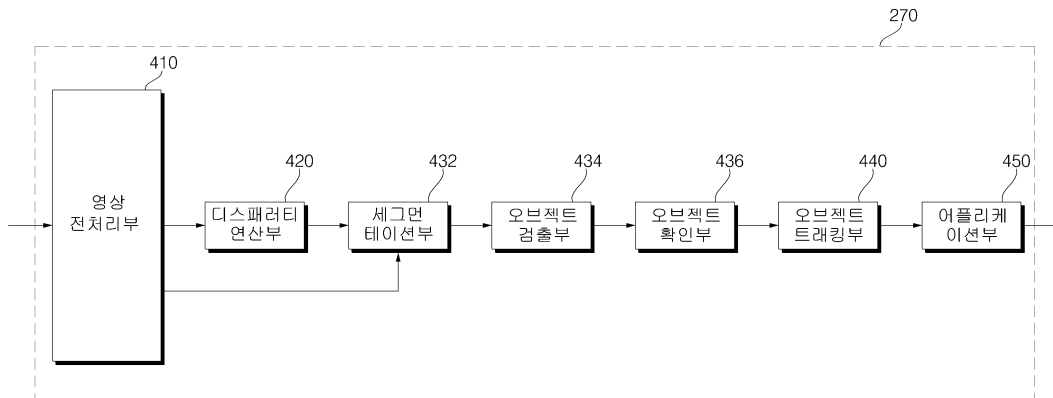 270
410
영상
전처리부
420
디스패러티
연산부
432
세그먼
테이션부
434
오브젝트
검출부
436
오브젝트
확인부
440
오브젝트
트래킹부
450
어플리케
이션부